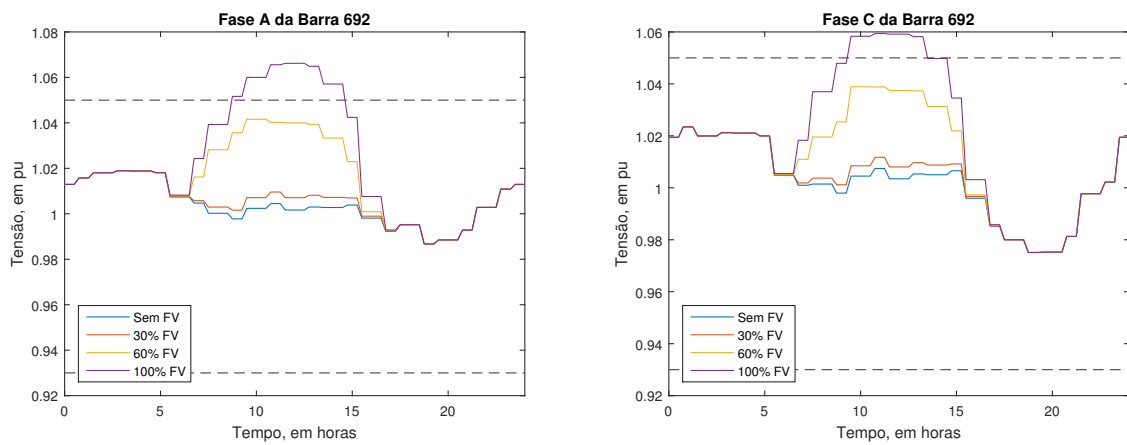 Fase A da Barra 692
1.08
1.06
1.04
1.02
1
0.98
0.96
0.94
0.92
Tensão, em pu
Sem FV
30% FV
60% FV
100% FV
0
5
10
15
20
Tempo, em horas
Fase C da Barra 692
1.06
1.04
1.02
1
0.98
0.96
0.94
0.92
Tensão, em pu
Sem FV
30% FV
60% FV
100% FV
0
5
10
15
20
Tempo, em horas